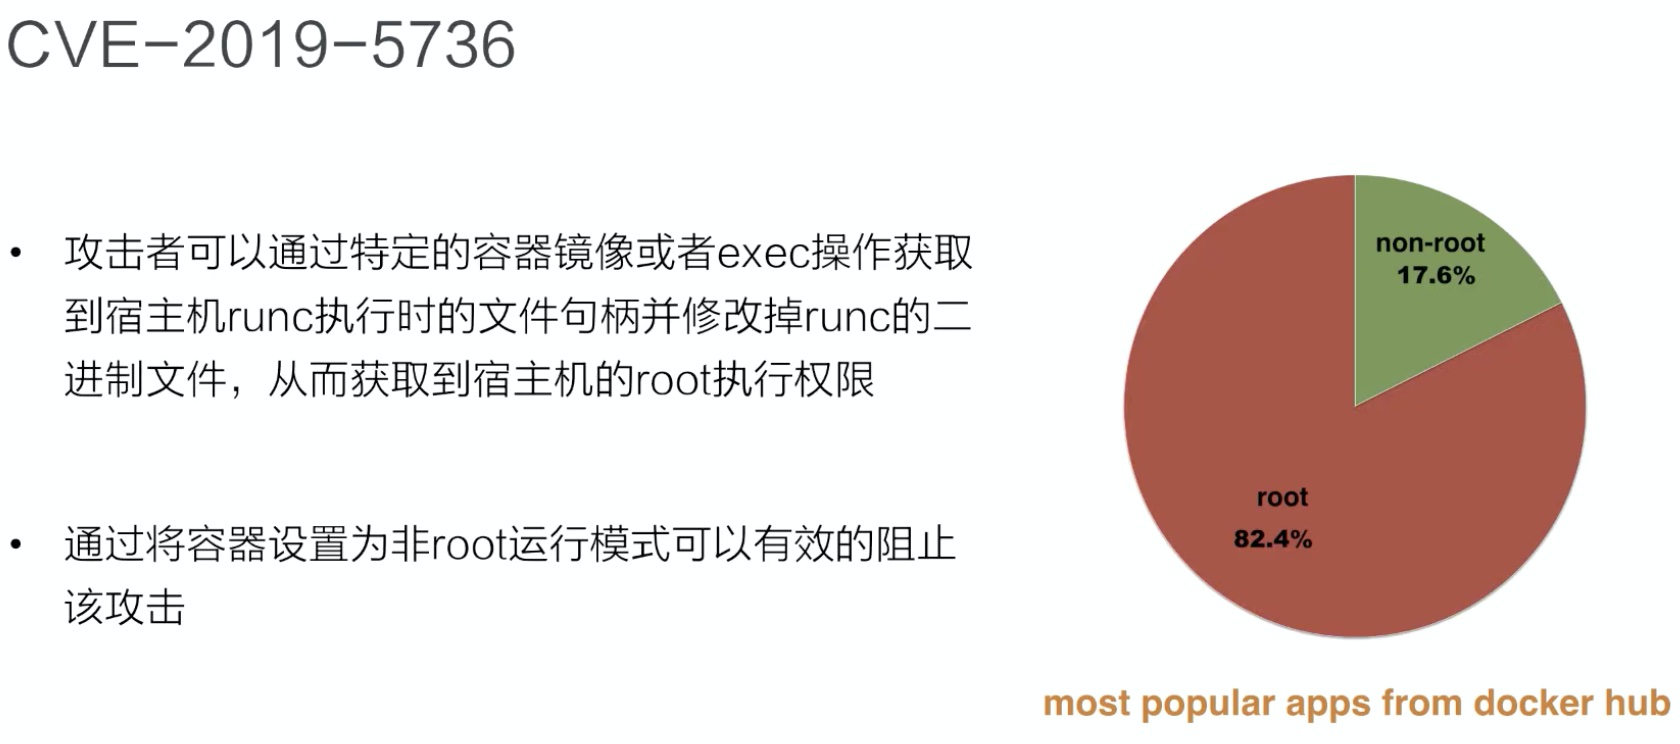 CVE-2019-5736
• 攻击者可以通过特定的容器镜像或者exec操作获取
到宿主机runc执行时的文件句柄并修改掉runc的二
进制文件，从而获取到宿主机的root执行权限
• 通过将容器设置为非root运行模式可以有效的阻止
该攻击
non-root
17.6%
root
82.4%
most popular apps from docker hub